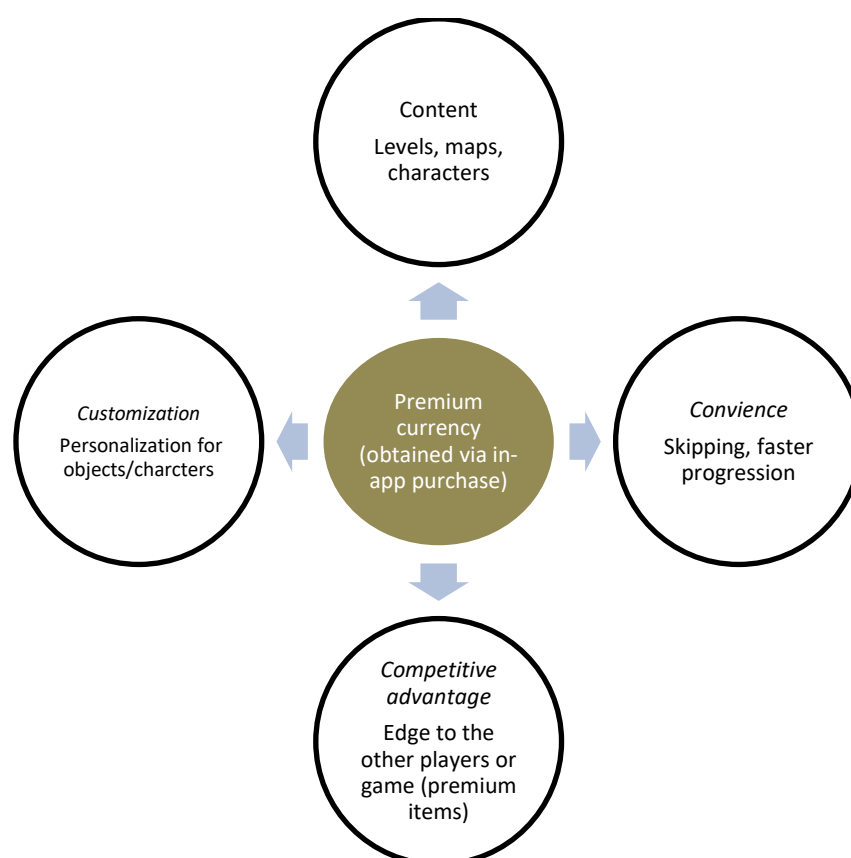 Content
Levels, maps,
characters
Customization
Personalization for
objects/charcters
Premium
currency
(obtained via in-
app purchase)
Convience
Skipping, faster
progression
Competitive
advantage
Edge to the
other players or
game (premium
items)